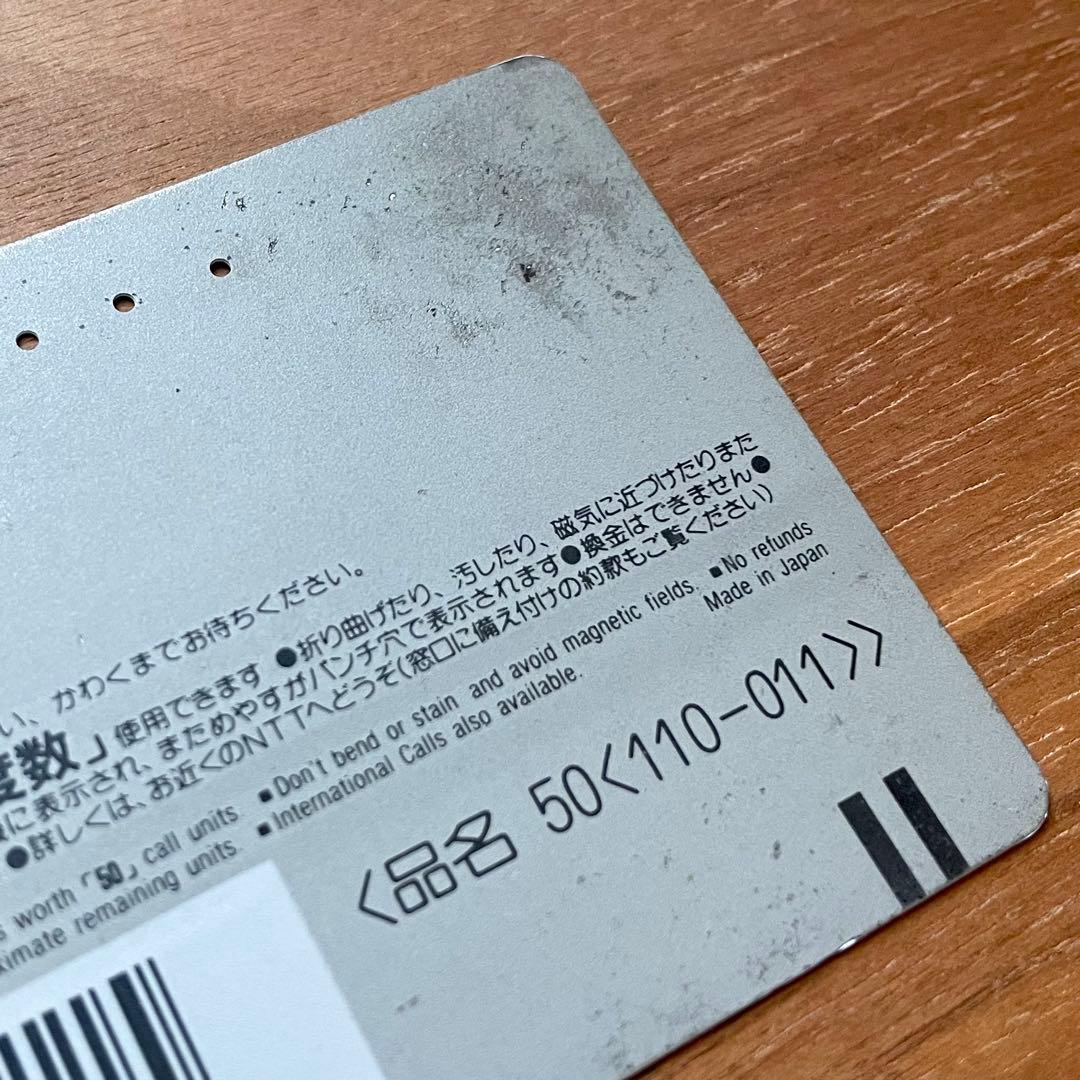 い、かわくまでお待ちください。
度数」使用できます ●折り曲げたり、汚したり、磁気に近づけたりまた
に表示され、まためやすがパンチ穴で表示されます●換金はできません●
●詳しくは、お近くのNTTへどうぞ(窓口に備え付けの約款もご覧ください)
worth「50」call units. ■Don't bend or stain and avoid magnetic fields. ■No refunds
remaining units. ■International Calls also available. Made in Japan
<品名 50<110-011>>